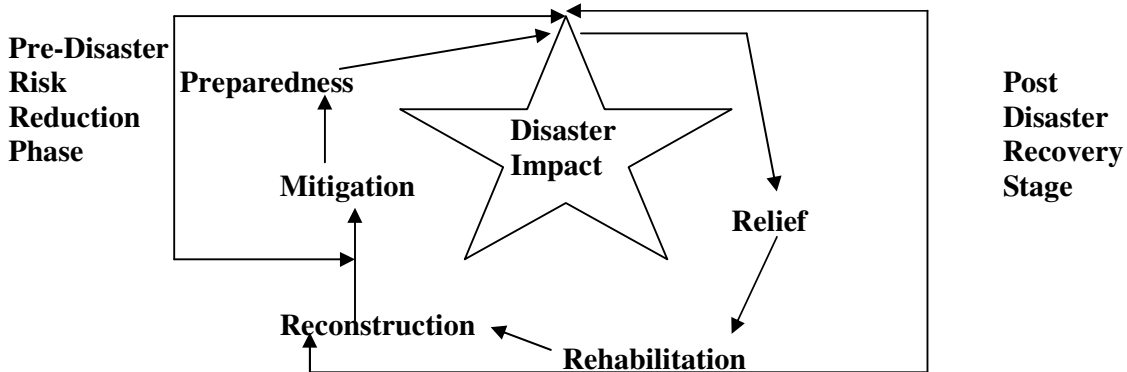 Pre-Disaster
Risk
Reduction
Phase
Preparedness
Mitigation
Reconstruction
Disaster
Impact
Relief
Rehabilitation
Post
Disaster
Recovery
Stage